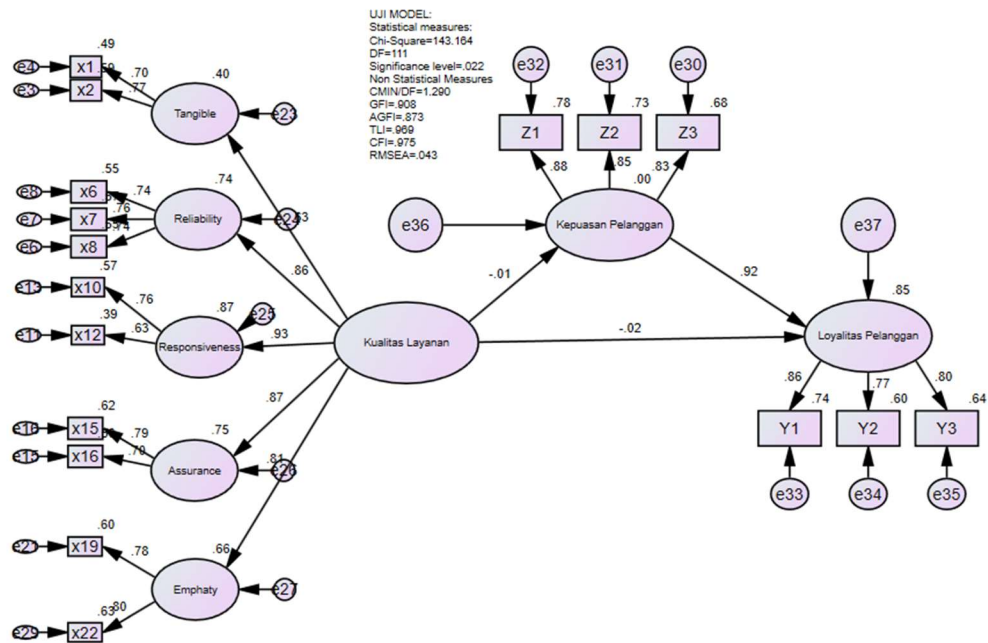 UJI MODEL:
Statistical measures:
Chi-Square=143.164
DF=111
Significance level=.022
Non Statistical Measures
CMIN/DF=1.290
GFI=.908
AGFI=.873
TLI=.969
CFI=.975
RMSEA=.043
e32
e31
e30
.78
.73
.68
Z1
Z2
Z3
.88
.85
.83
.00
e36
Kepuasan Pelanggan
e37
-.01
.92
.85
-.02
Loyalitas Pelanggan
.86
.77
.80
.74
.60
.64
Y1
Y2
Y3
e33
e34
e35
.49
e4
x1
.70
.40
e3
x2
.77
Tangible
e23
.55
e8
x6
.74
.74
e7
x7
.76
Reliability
e24
e6
x8
.74
.86
.57
e13
x10
.76
.87
e25
.39
e11
x12
.63
Responsiveness
.93
Kualitas Layanan
.62
e16
x15
.79
.75
.87
e15
x16
.70
Assurance
e26
.81
.60
e21
x19
.78
.66
Emphaty
e27
.63
.80
e29
x22